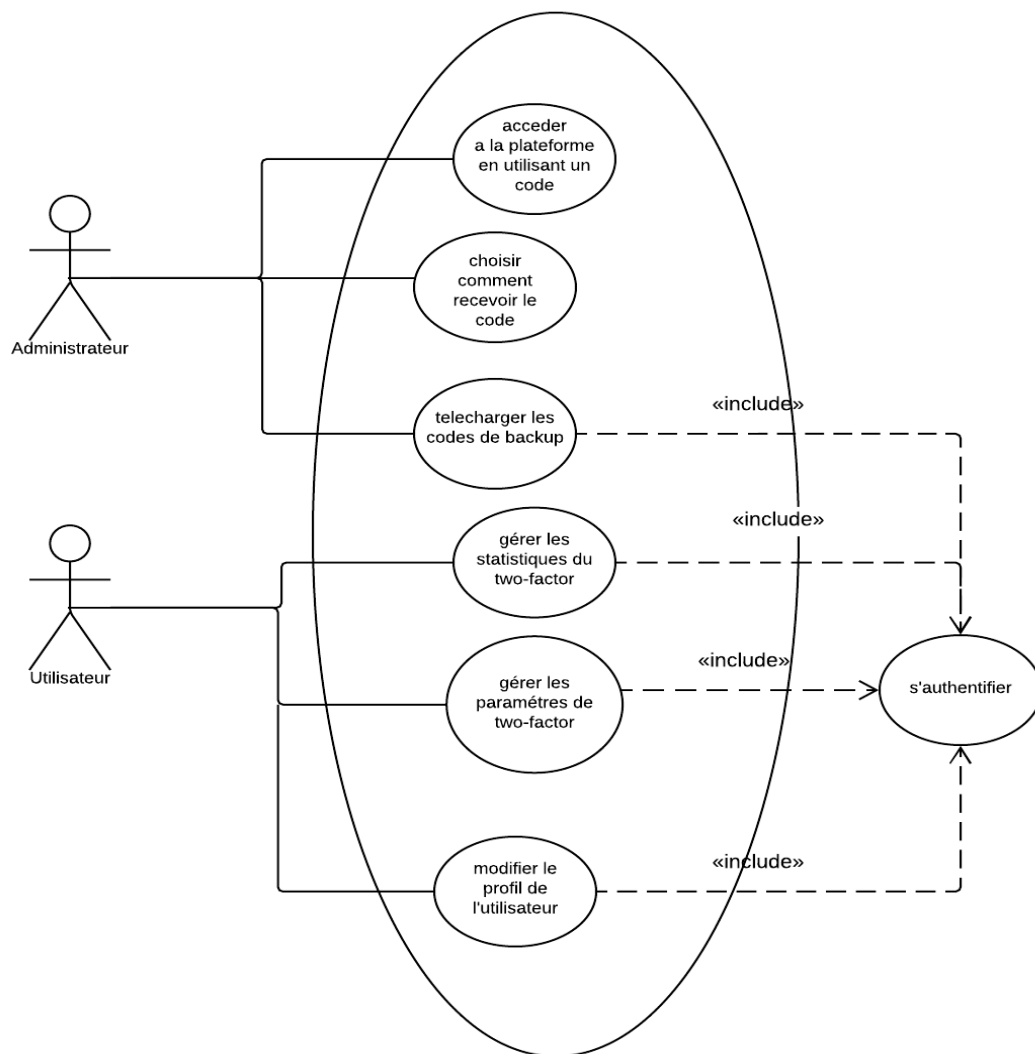 acceder
a la plateforme
en utilisant un
code
choisir
comment
recevoir le
code
Administrateur
telecharger les
codes de backup
«include»
gérer les
statistiques du
two-factor
«include»
Utilisateur
gérer les
paramétres de
two-factor
«include»
s'authentifier
modifier le
profil de
l'utilisateur
«include»